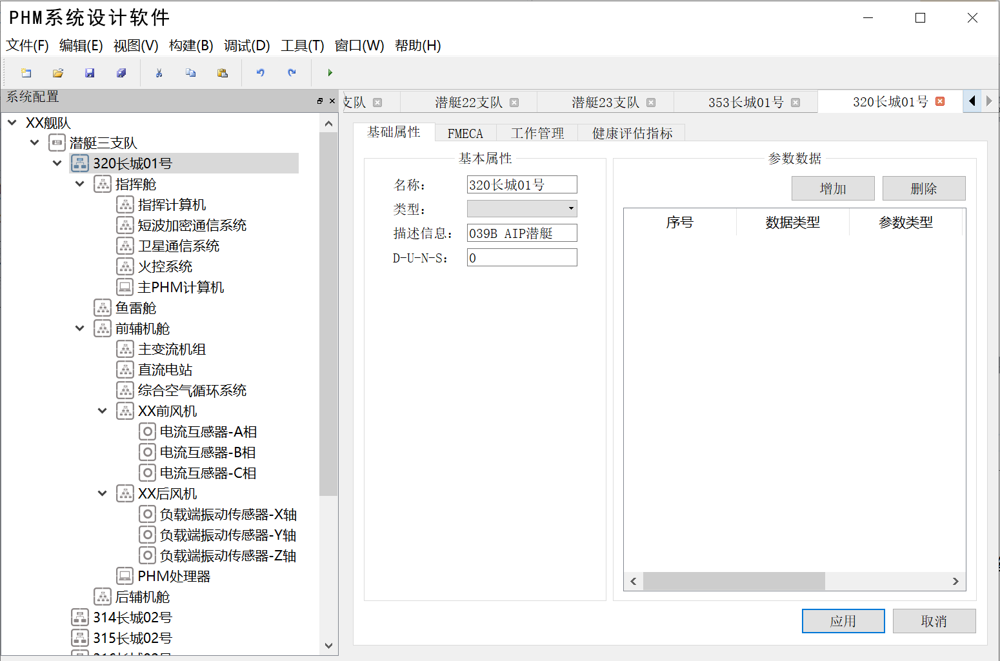 PHM系统设计软件
文件(F) 编辑(E) 视图(V) 构建(B) 调试(D) 工具(T) 窗口(W) 帮助(H)
系统配置
XX舰队
潜艇三支队
320长城01号
指挥舱
指挥计算机
短波加密通信系统
卫星通信系统
火控系统
主PHM计算机
鱼雷舱
前辅机舱
主变流机组
直流电站
综合空气循环系统
XX前风机
电流互感器-A相
电流互感器-B相
电流互感器-C相
XX后风机
负载端振动传感器-X轴
负载端振动传感器-Y轴
负载端振动传感器-Z轴
PHM处理器
后辅机舱
314长城02号
315长城02号
支队 潜艇22支队 潜艇23支队 353长城01号 320长城01号
基础属性 FMECA 工作管理 健康评估指标
基本属性
名称： 320长城01号
类型：
描述信息： 039B AIP潜艇
D-U-N-S： 0
参数数据
增加 删除
序号 数据类型 参数类型
应用 取消